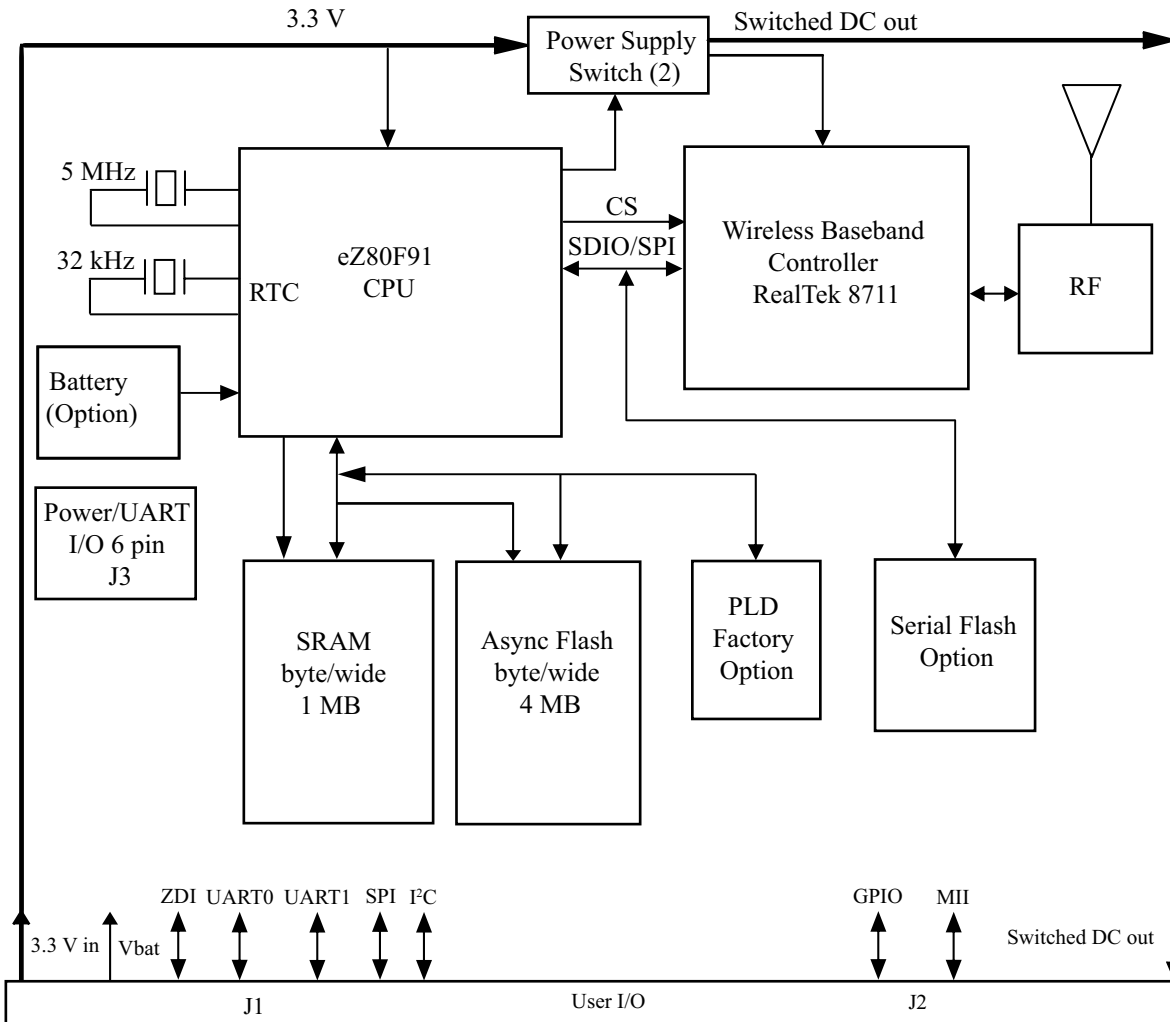 3.3 V
Switched DC out
Power Supply
Switch (2)
5 MHz
32 kHz
RTC
eZ80F91
CPU
CS
SDIO/SPI
Wireless Baseband
Controller
RealTek 8711
RF
Battery
(Option)
Power/UART
I/O 6 pin
J3
SRAM
byte/wide
1 MB
Async Flash
byte/wide
4 MB
PLD
Factory
Option
Serial Flash
Option
ZDI
UART0
UART1
SPI
I²C
GPIO
MII
3.3 V in
Vbat
Switched DC out
J1
User I/O
J2